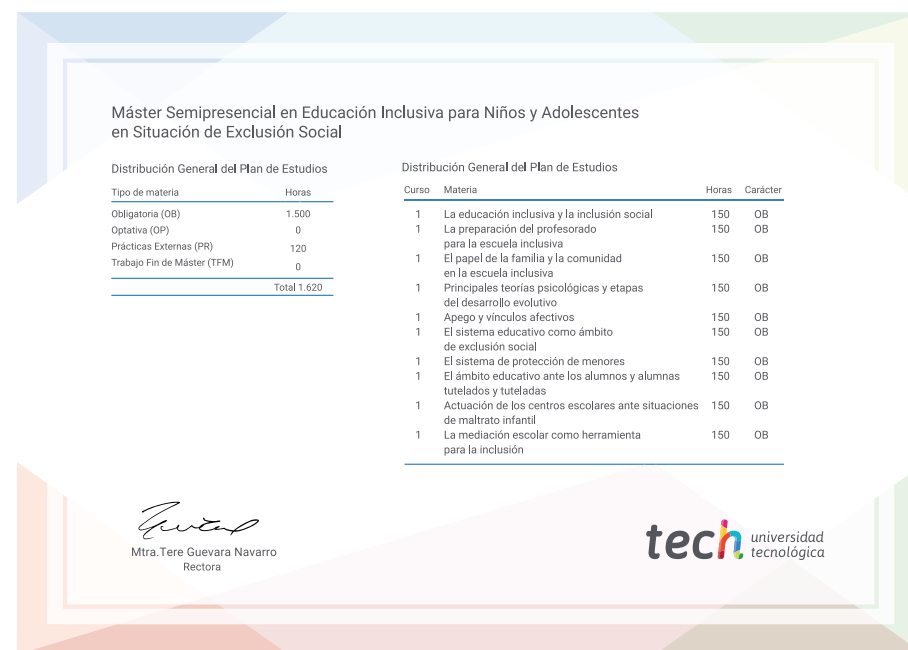 Máster Semipresencial en Educación Inclusiva para Niños y Adolescentes
en Situación de Exclusión Social
Distribución General del Plan de Estudios
Tipo de materia Horas
Obligatoria (OB) 1.500
Optativa (OP) 0
Prácticas Externas (PR) 120
Trabajo Fin de Máster (TFM) 0
Total 1.620
Distribución General del Plan de Estudios
Curso Materia Horas Carácter
1 La educación inclusiva y la inclusión social 150 OB
1 La preparación del profesorado 150 OB
para la escuela inclusiva
1 El papel de la familia y la comunidad 150 OB
en la escuela inclusiva
1 Principales teorías psicológicas y etapas 150 OB
del desarrollo evolutivo
1 Apego y vínculos afectivos 150 OB
1 El sistema educativo como ámbito 150 OB
de exclusión social
1 El sistema de protección de menores 150 OB
1 El ámbito educativo ante los alumnos y alumnas 150 OB
tutelados y tuteladas
1 Actuación de los centros escolares ante situaciones 150 OB
de maltrato infantil
1 La mediación escolar como herramienta 150 OB
para la inclusión
Mtra.Tere Guevara Navarro
Rectora
tech universidad
tecnológica